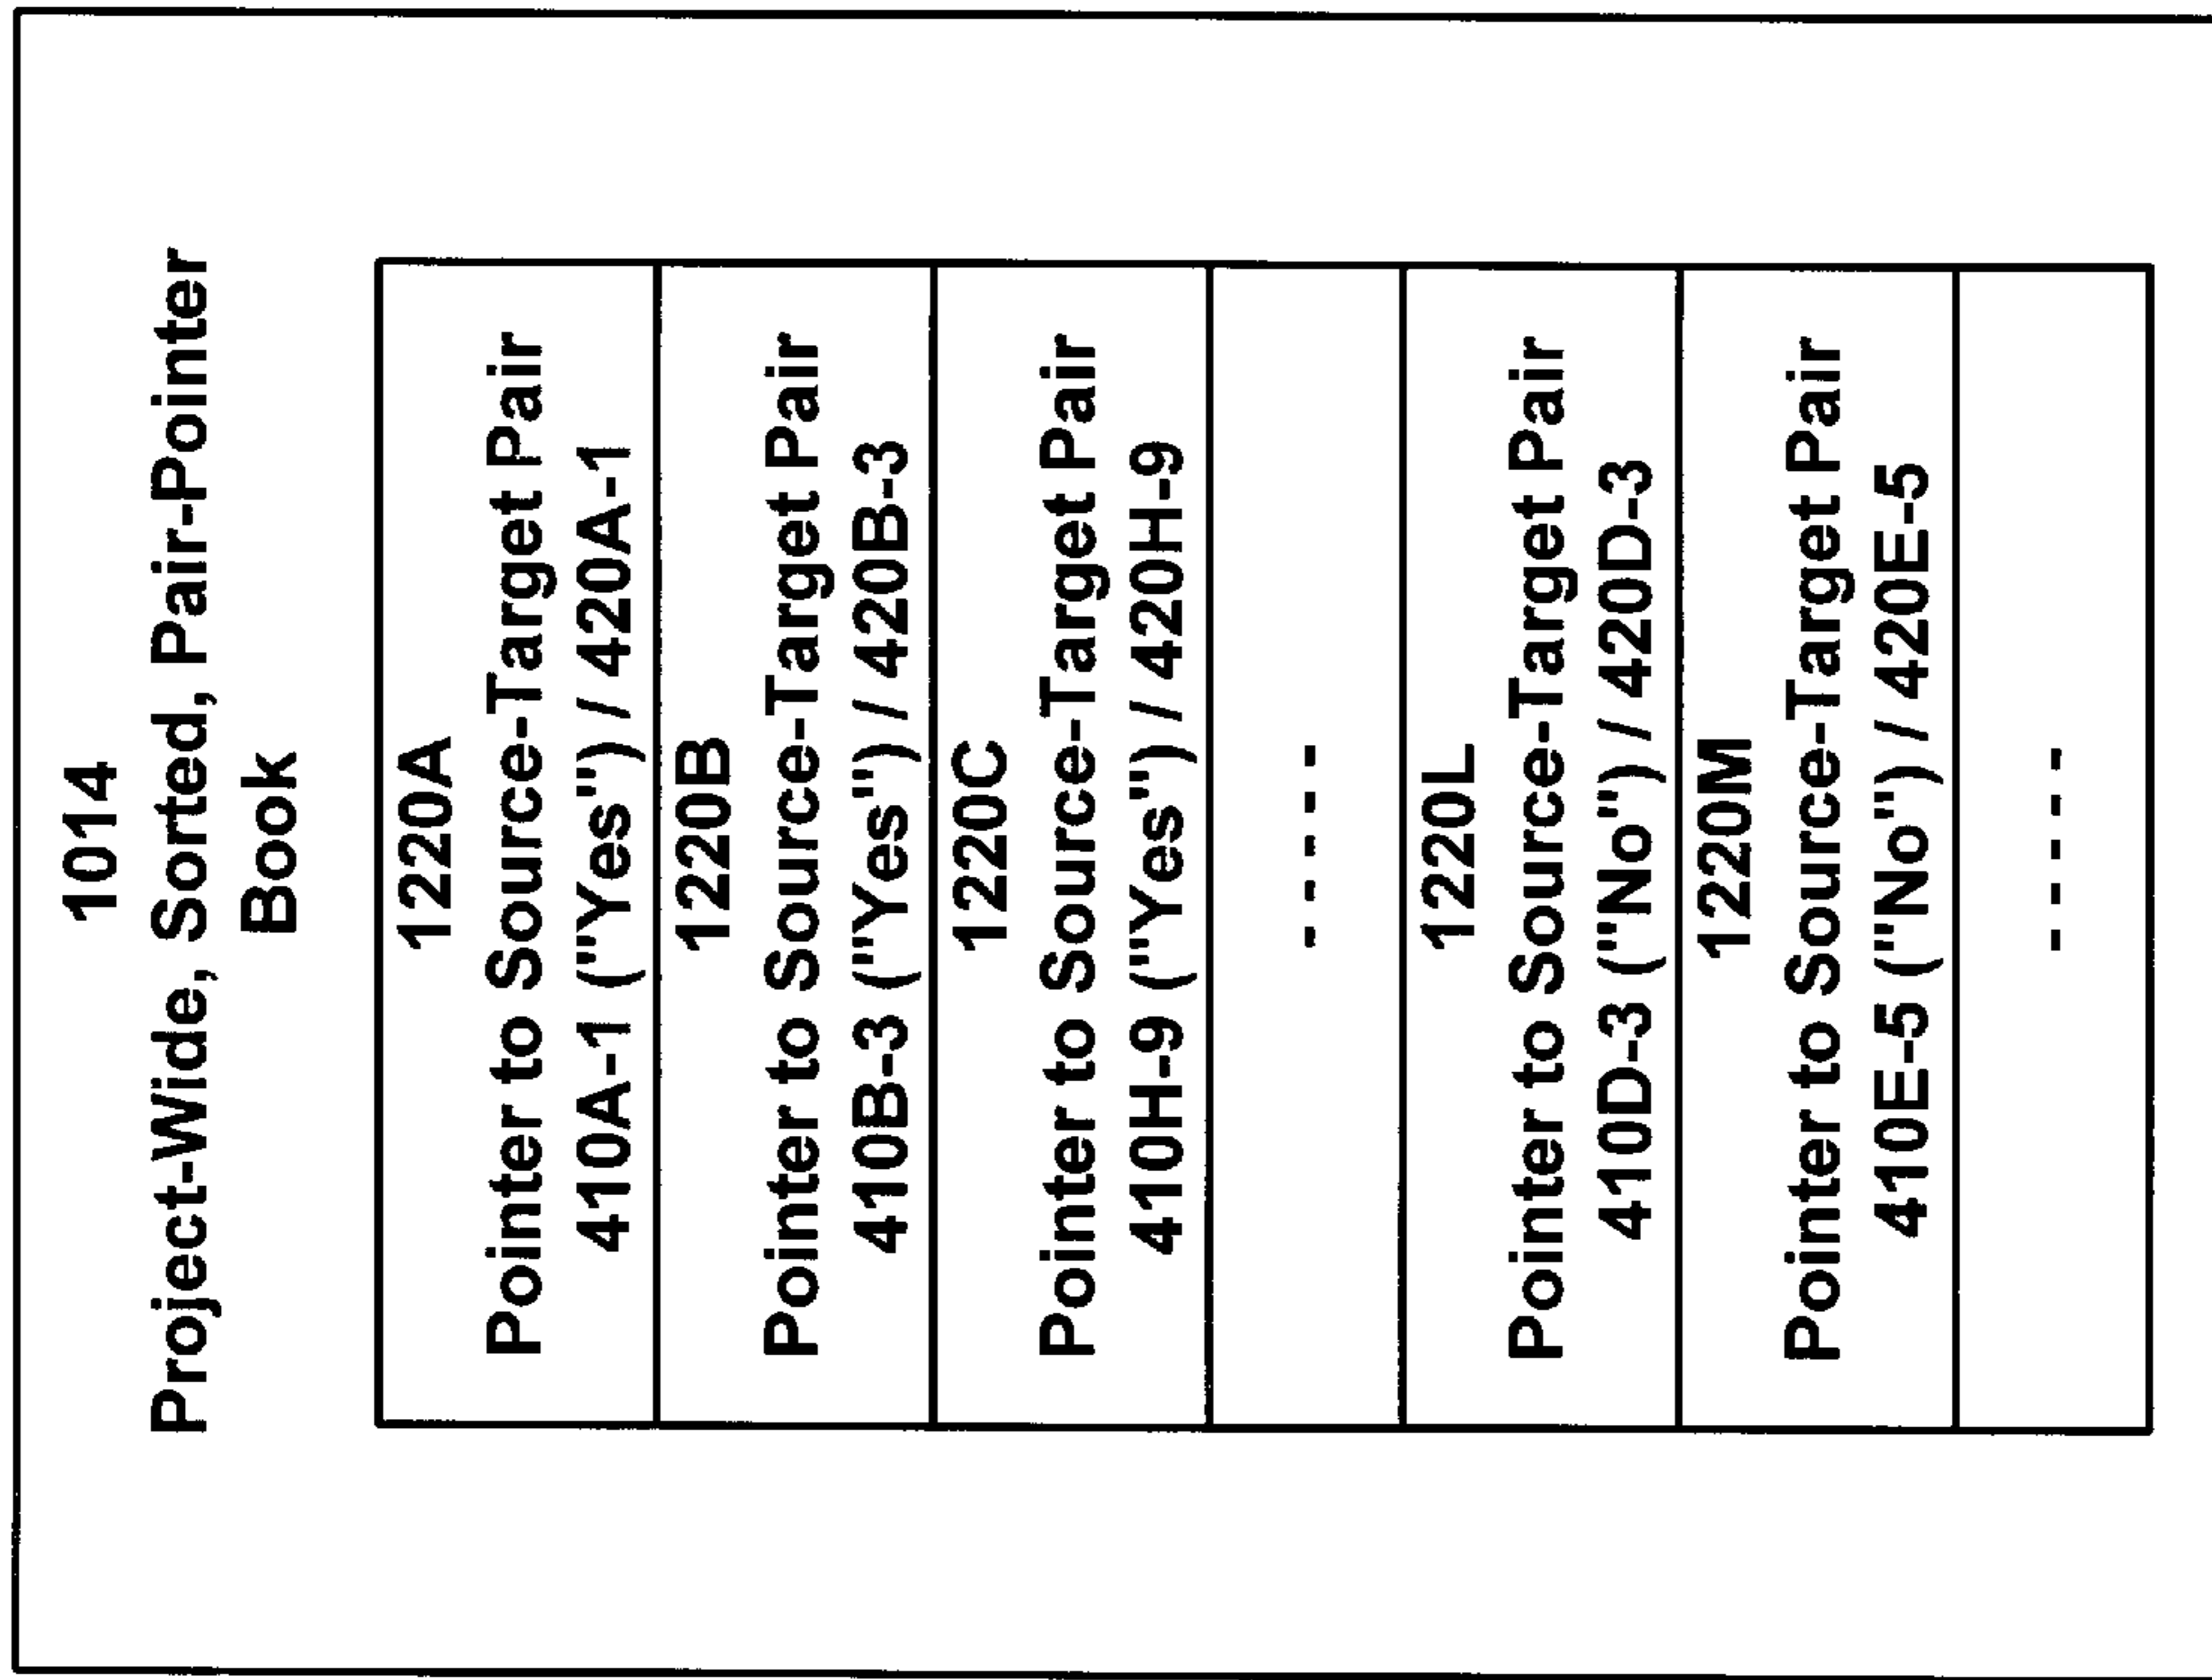 1014
Project-Wide, Sorted, Pair-Pointer
Book
1220A
Pointer to Source-Target Pair
410A-1 ("Yes") / 420A-1
1220B
Pointer to Source-Target Pair
410B-3 ("Yes") / 420B-3
1220C
Pointer to Source-Target Pair
410H-9 ("Yes") / 420H-9
- - - - -
1220L
Pointer to Source-Target Pair
410D-3 ("No") / 420D-3
1220M
Pointer to Source-Target Pair
410E-5 ("No") / 420E-5
- - - - -